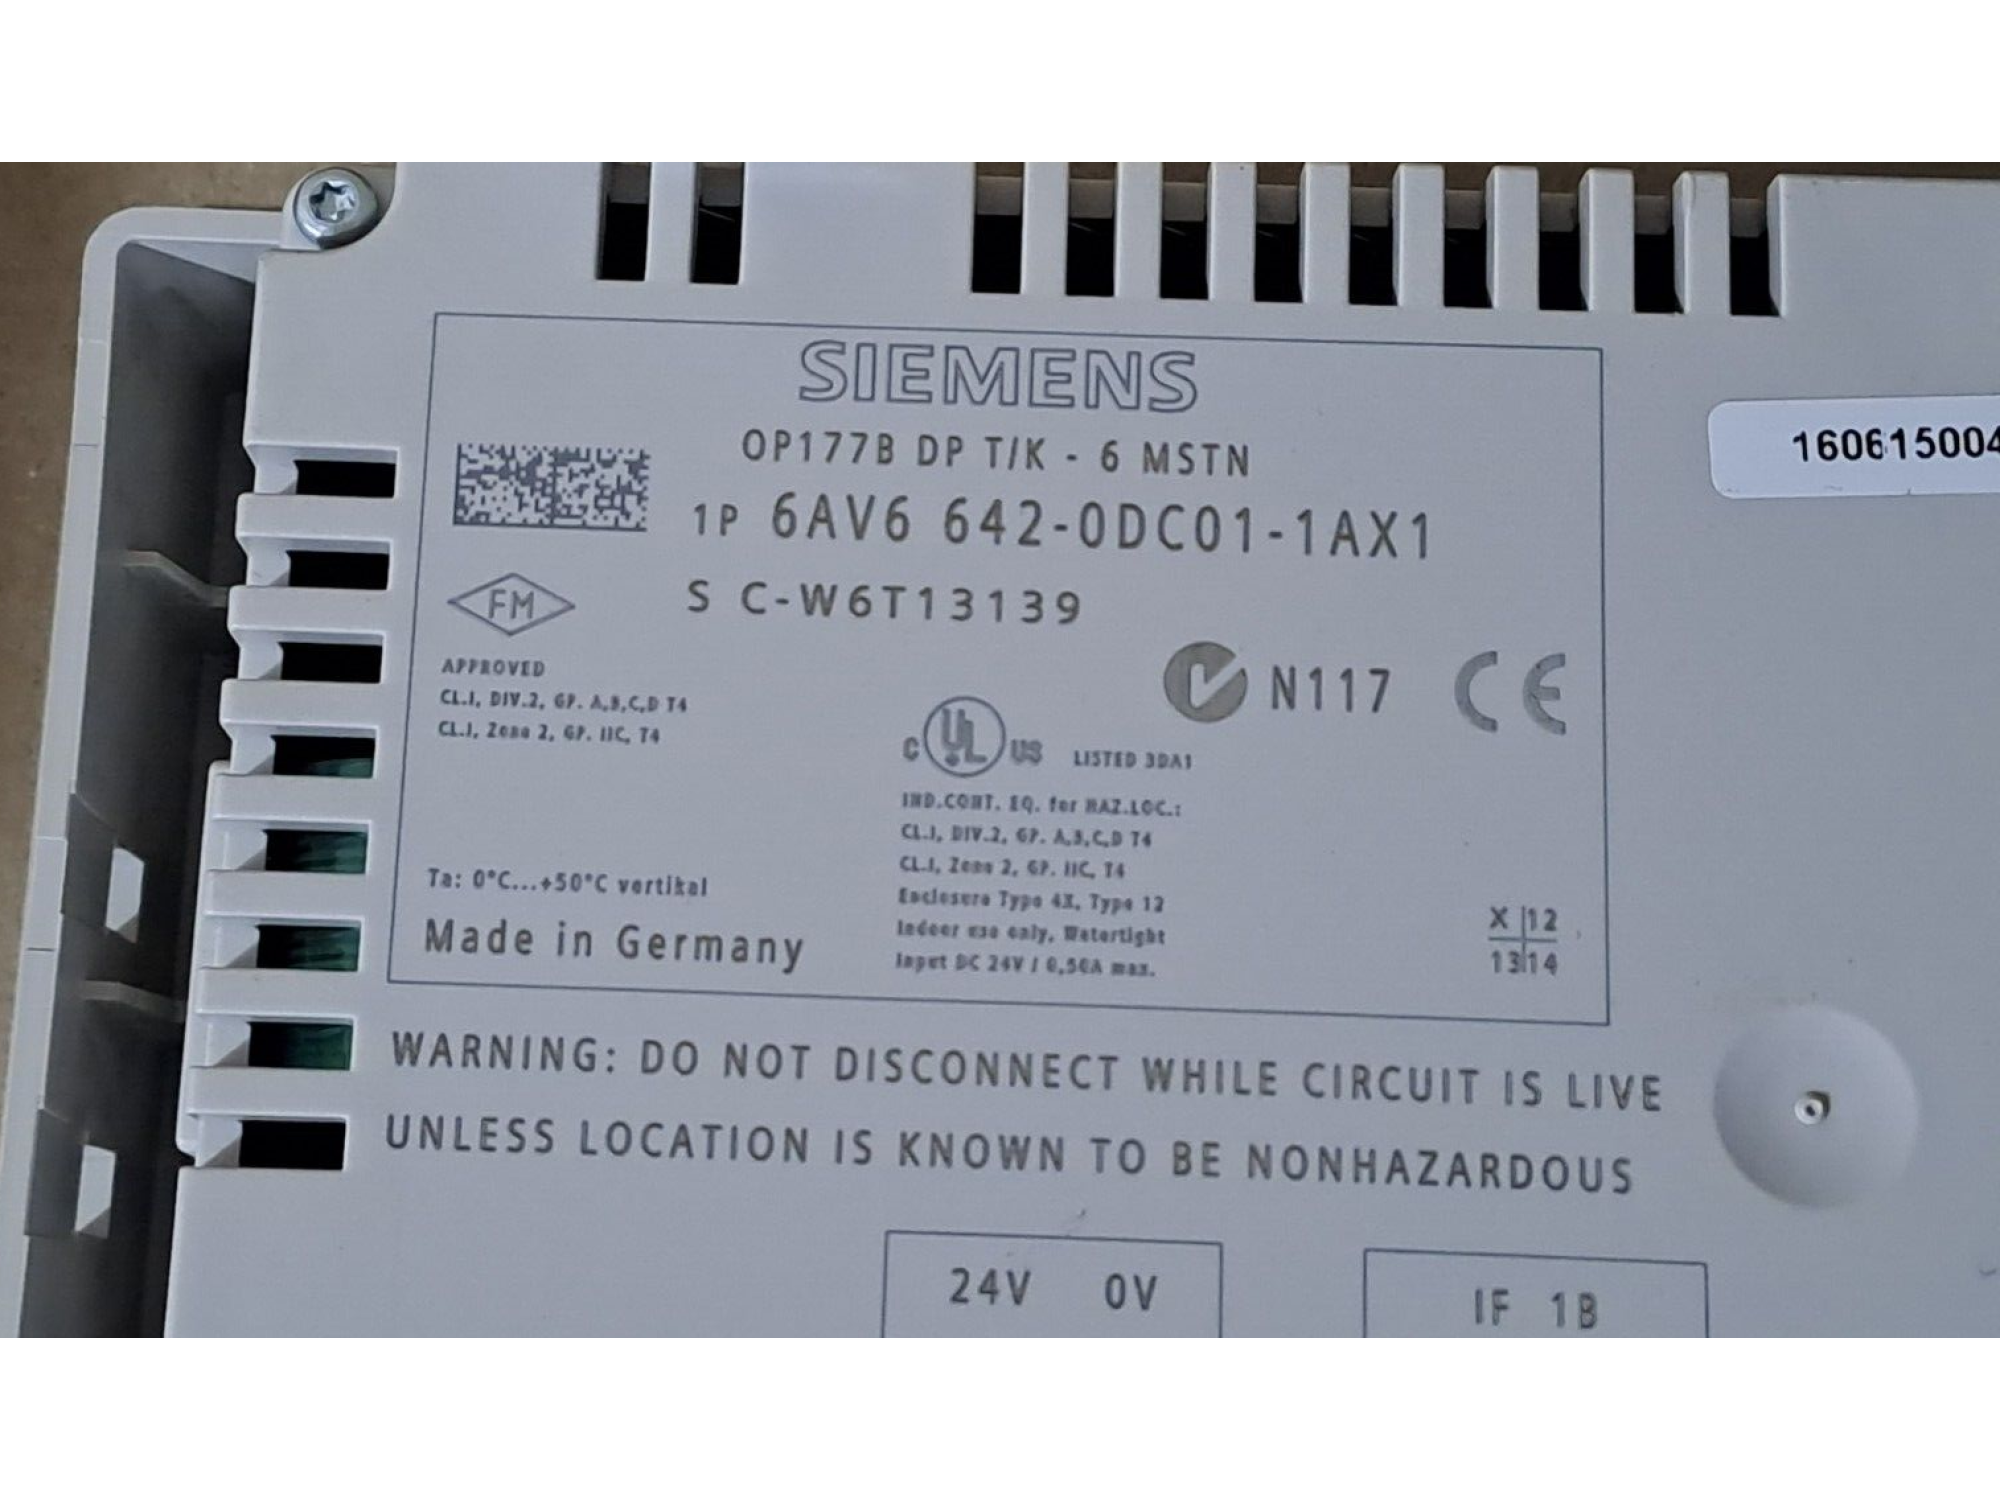 SIEMENS
OP177B DP T/K - 6 MSTN
1P 6AV6 642-0DC01-1AX1
S C-W6T13139
160615004
FM
APPROVED
CL.I, DIV.2, GP. A,B,C,D T4
CL.I, Zone 2, GP. IIC, T4
N117 CE
C UL US LISTED 3DA1
IND.CONT. EQ. for HAZ.LOC.:
CL.I, DIV.2, GP. A,B,C,D T4
CL.I, Zone 2, GP. IIC, T4
Enclosure Type 4X, Type 12
Indoor use only, Watertight
Input DC 24V / 0,50A max.
Ta: 0°C...+50°C vertikal
Made in Germany
X 12
13 14
WARNING: DO NOT DISCONNECT WHILE CIRCUIT IS LIVE
UNLESS LOCATION IS KNOWN TO BE NONHAZARDOUS
24V 0V
IF 1B